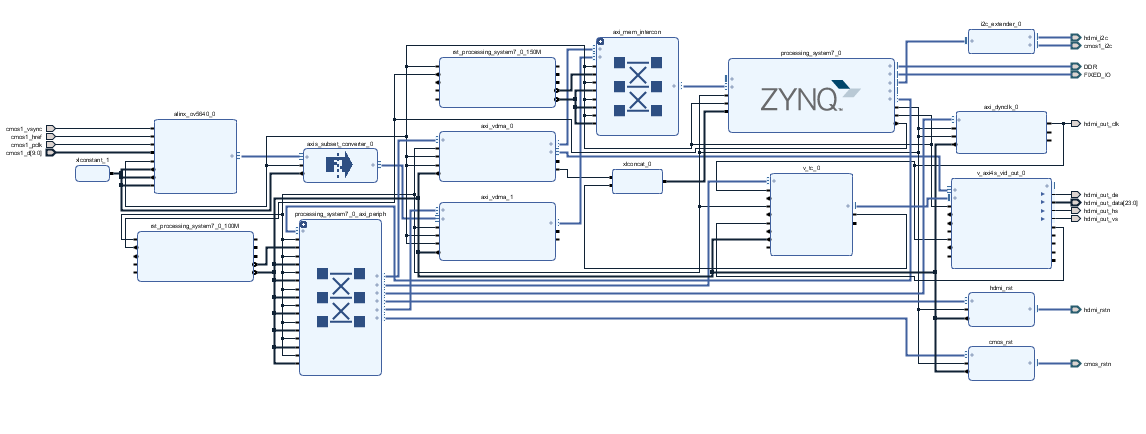 i2c_extender_0
hdmi_i2c
cmos1_i2c
axi_mem_intercon
rst_processing_system7_0_150M
processing_system7_0
DDR
FIXED_IO
ZYNQ
alinx_ov5640_0
axi_dynclk_0
hdmi_out_clk
cmos1_vsync
cmos1_href
cmos1_pclk
cmos1_d[9:0]
axi_vdma_0
axis_subset_converter_0
xlconstant_1
xlconcat_0
v_tc_0
v_axi4s_vid_out_0
hdmi_out_de
hdmi_out_data[23:0]
hdmi_out_hs
hdmi_out_vs
axi_vdma_1
processing_system7_0_axi_periph
rst_processing_system7_0_100M
hdmi_rst
hdmi_rstn
cmos_rst
cmos_rstn